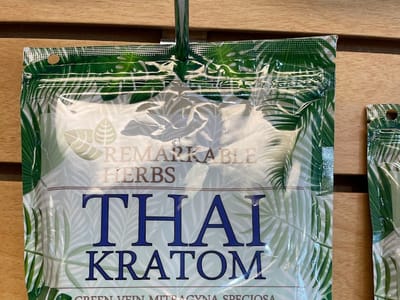 REMARKABLE
HERBS
THAI
KRATOM
GREEN VEIN MITRAGYNA SPECIOSA